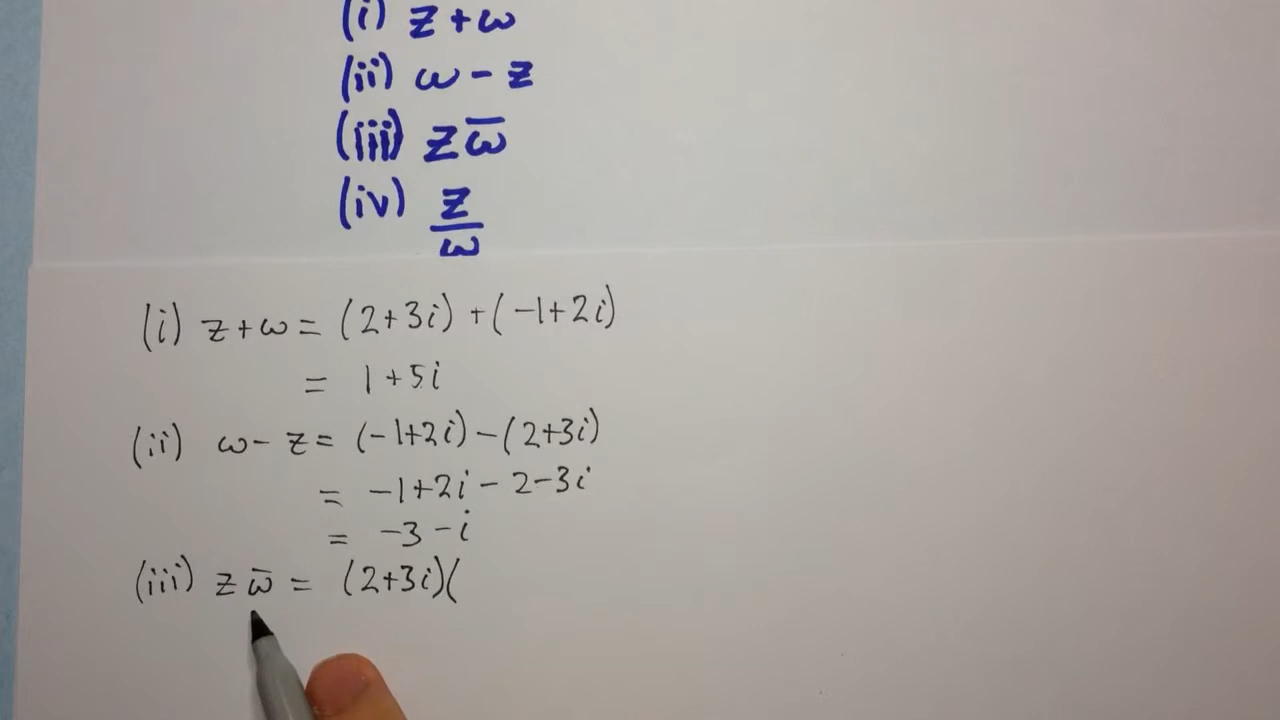 (i) z + ω
(ii) ω - z
(iii) z ω̅
(iv) z/ω
(i) z + ω = (2+3i) + (-1+2i)
= 1 + 5i
(ii) ω - z = (-1+2i) - (2+3i)
= -1+2i - 2-3i
= -3 - i
(iii) z ω̅ = (2+3i)(